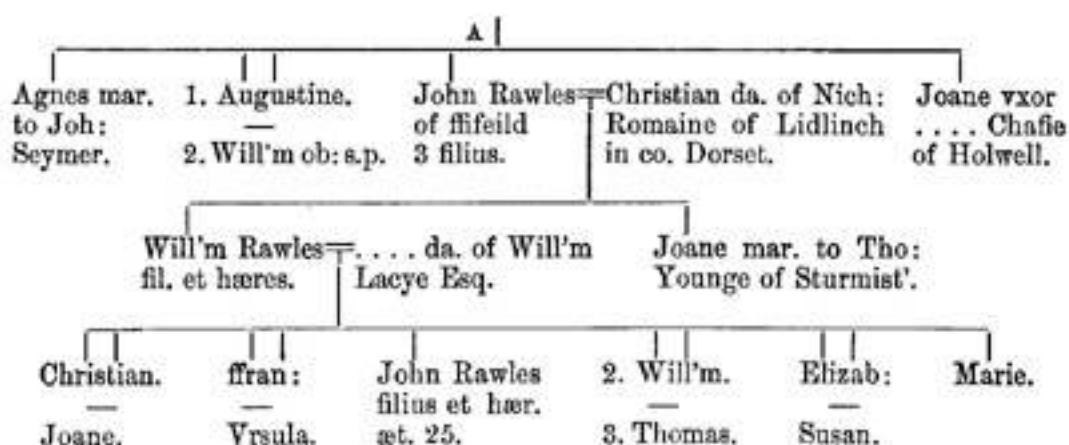 A
Agnes mar.
to Joh:
Seymer.
1. Augustine.
—
2. Will'm ob: s.p.
John Rawles
of ffifeild
3 filius.
Christian da. of Nich:
Romaine of Lidlinch
in co. Dorset.
Joane vxor
.... Chafie
of Holwell.
Will'm Rawles
fil. et hæres.
.... da. of Will'm
Lacye Esq.
Joane mar. to Tho:
Younge of Sturmist'.
Christian.
—
Joane.
ffran:
—
Vrsula.
John Rawles
filius et hær.
æt. 25.
2. Will'm.
—
3. Thomas.
Elizab:
—
Susan.
Marie.